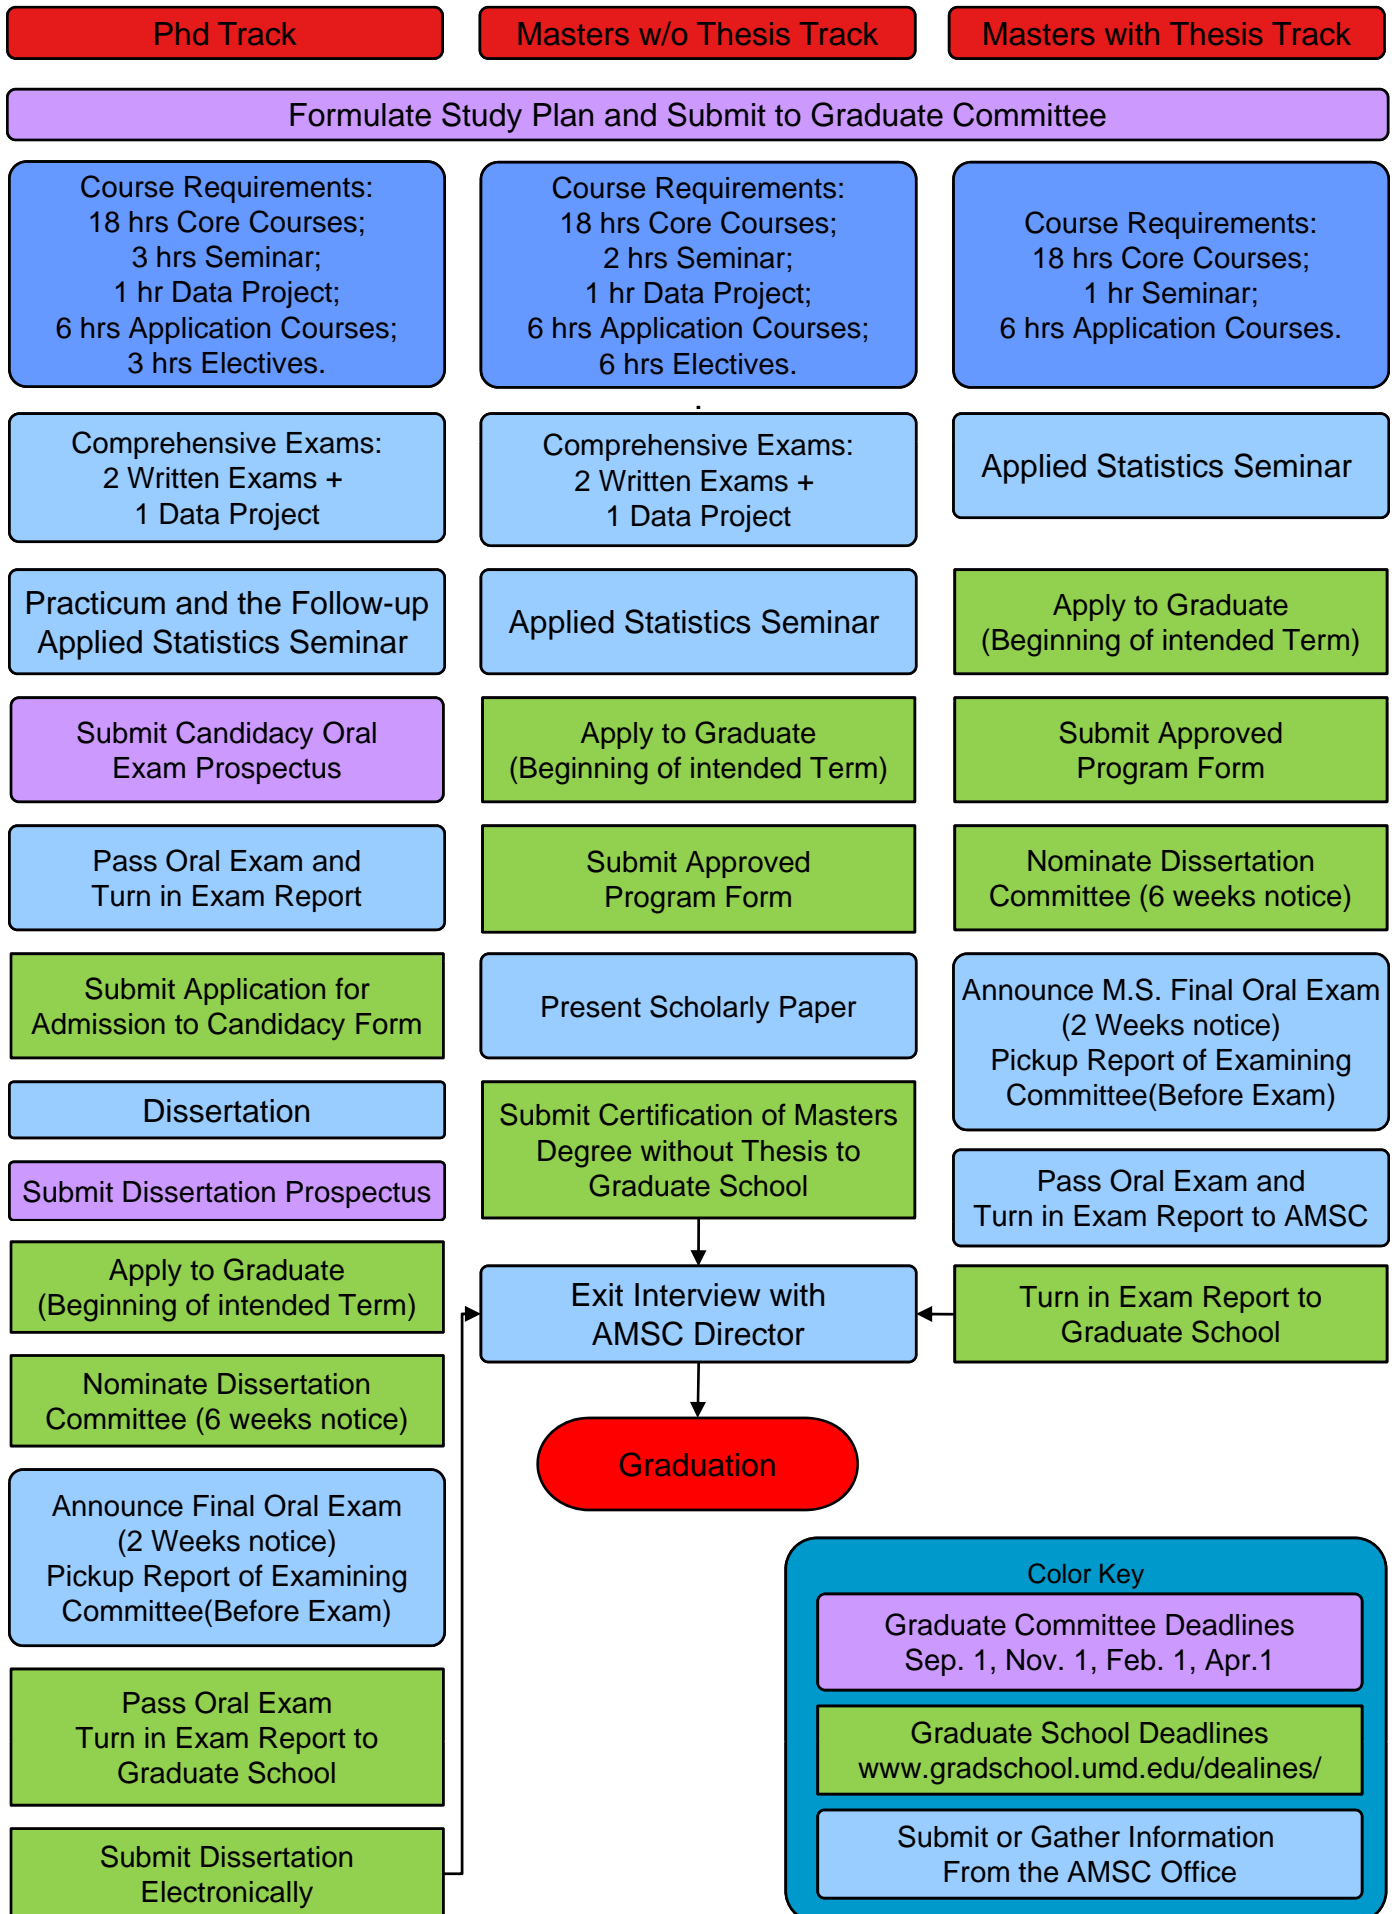 Phd Track
Masters w/o Thesis Track
Masters with Thesis Track
Formulate Study Plan and Submit to Graduate Committee
Course Requirements:
18 hrs Core Courses;
3 hrs Seminar;
1 hr Data Project;
6 hrs Application Courses;
3 hrs Electives.
Course Requirements:
18 hrs Core Courses;
2 hrs Seminar;
1 hr Data Project;
6 hrs Application Courses;
6 hrs Electives.
.
Course Requirements:
18 hrs Core Courses;
1 hr Seminar;
6 hrs Application Courses.
Comprehensive Exams:
2 Written Exams +
1 Data Project
Comprehensive Exams:
2 Written Exams +
1 Data Project
Applied Statistics Seminar
Practicum and the Follow-up
Applied Statistics Seminar
Applied Statistics Seminar
Apply to Graduate
(Beginning of intended Term)
Submit Candidacy Oral
Exam Prospectus
Apply to Graduate
(Beginning of intended Term)
Submit Approved
Program Form
Pass Oral Exam and
Turn in Exam Report
Submit Approved
Program Form
Nominate Dissertation
Committee (6 weeks notice)
Submit Application for
Admission to Candidacy Form
Present Scholarly Paper
Announce M.S. Final Oral Exam
(2 Weeks notice)
Pickup Report of Examining
Committee(Before Exam)
Dissertation
Submit Certification of Masters
Degree without Thesis to
Graduate School
Pass Oral Exam and
Turn in Exam Report to AMSC
Submit Dissertation Prospectus
Apply to Graduate
(Beginning of intended Term)
Exit Interview with
AMSC Director
Turn in Exam Report to
Graduate School
Nominate Dissertation
Committee (6 weeks notice)
Graduation
Announce Final Oral Exam
(2 Weeks notice)
Pickup Report of Examining
Committee(Before Exam)
Pass Oral Exam
Turn in Exam Report to
Graduate School
Submit Dissertation
Electronically
Color Key
Graduate Committee Deadlines
Sep. 1, Nov. 1, Feb. 1, Apr.1
Graduate School Deadlines
www.gradschool.umd.edu/dealines/
Submit or Gather Information
From the AMSC Office